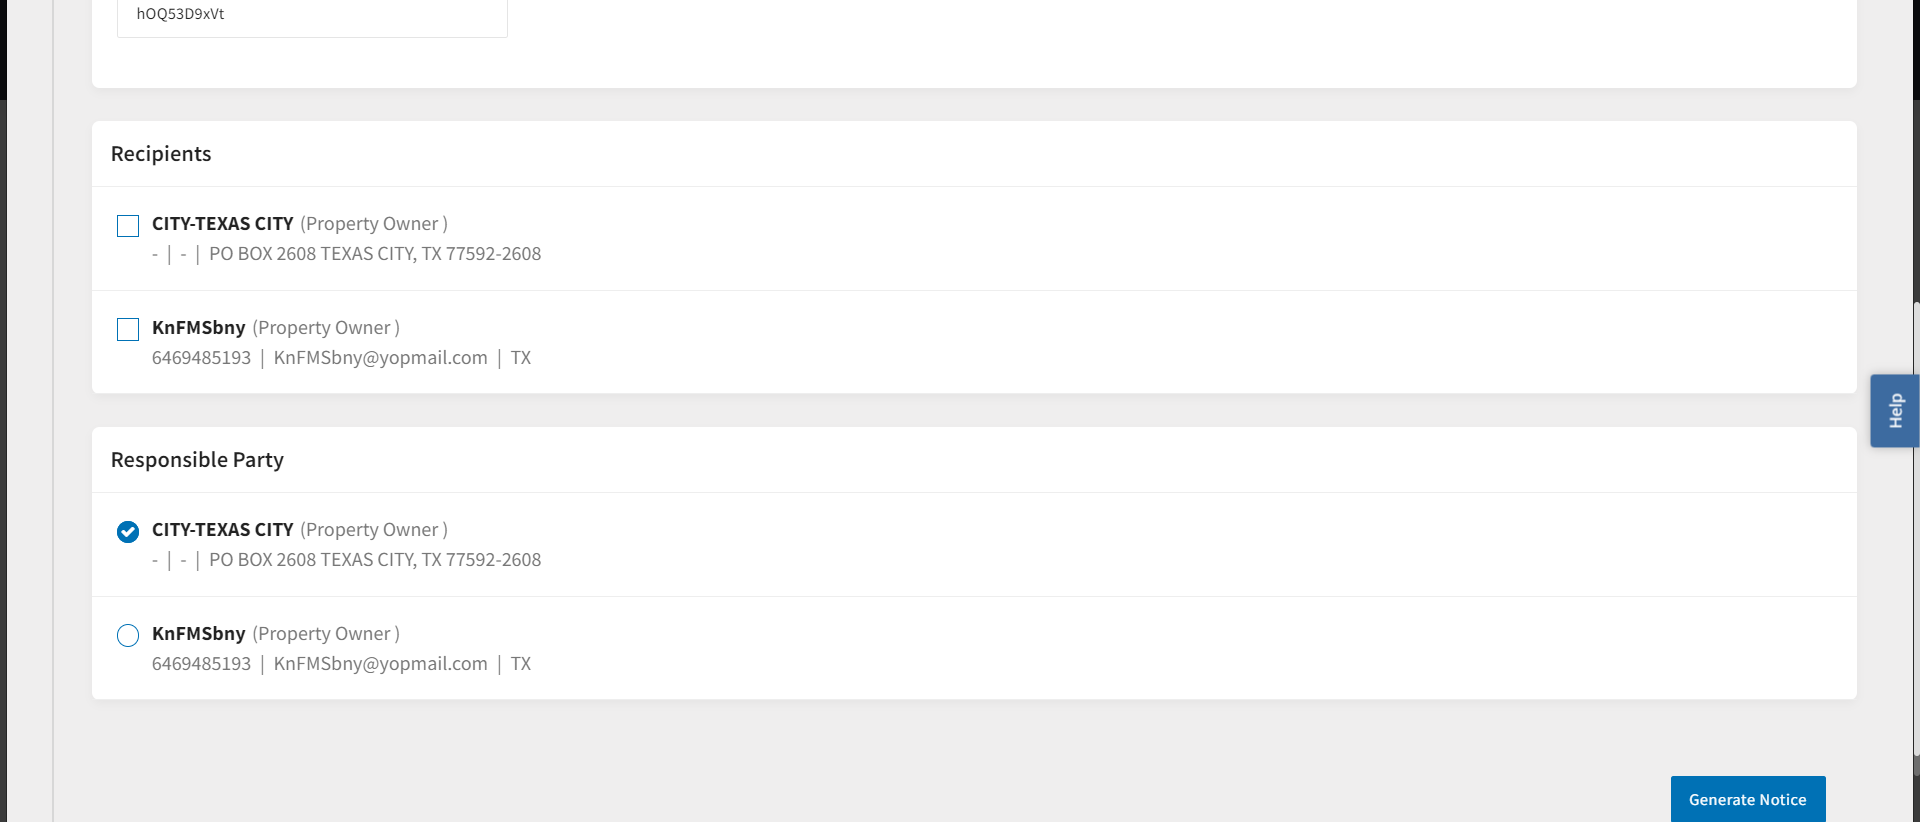 hOQ53D9xVt
Recipients
CITY-TEXAS CITY (Property Owner )
- | - | PO BOX 2608 TEXAS CITY, TX 77592-2608
KnFMSbny (Property Owner )
6469485193 | KnFMSbny@yopmail.com | TX
Help
Responsible Party
CITY-TEXAS CITY (Property Owner )
- | - | PO BOX 2608 TEXAS CITY, TX 77592-2608
KnFMSbny (Property Owner )
6469485193 | KnFMSbny@yopmail.com | TX
Generate Notice